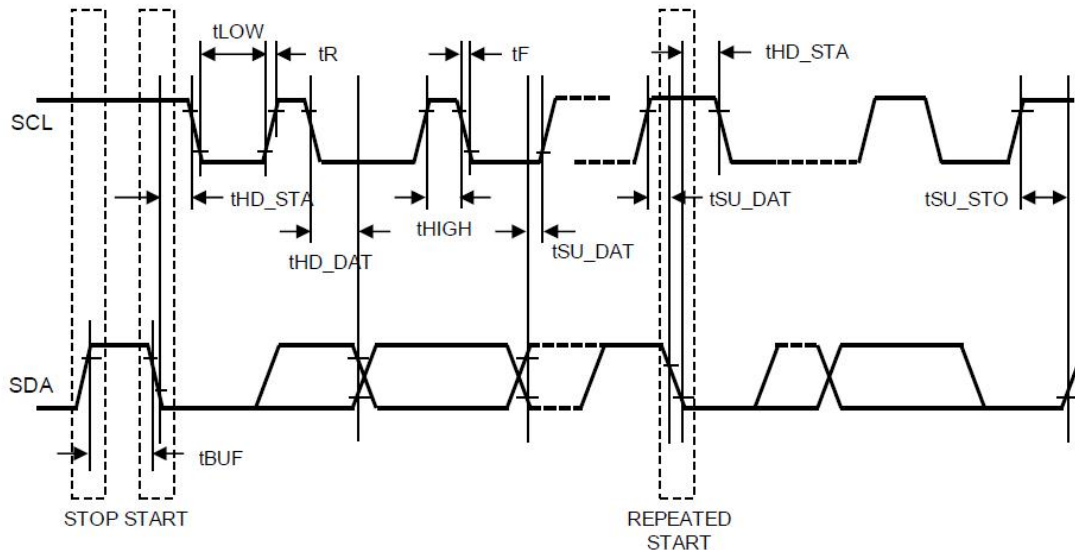 tLOW
tR
tF
tHD_STA
SCL
tHD_STA
tSU_DAT
tSU_STO
tHIGH
tHD_DAT
tSU_DAT
SDA
tBUF
STOP START
REPEATED
START